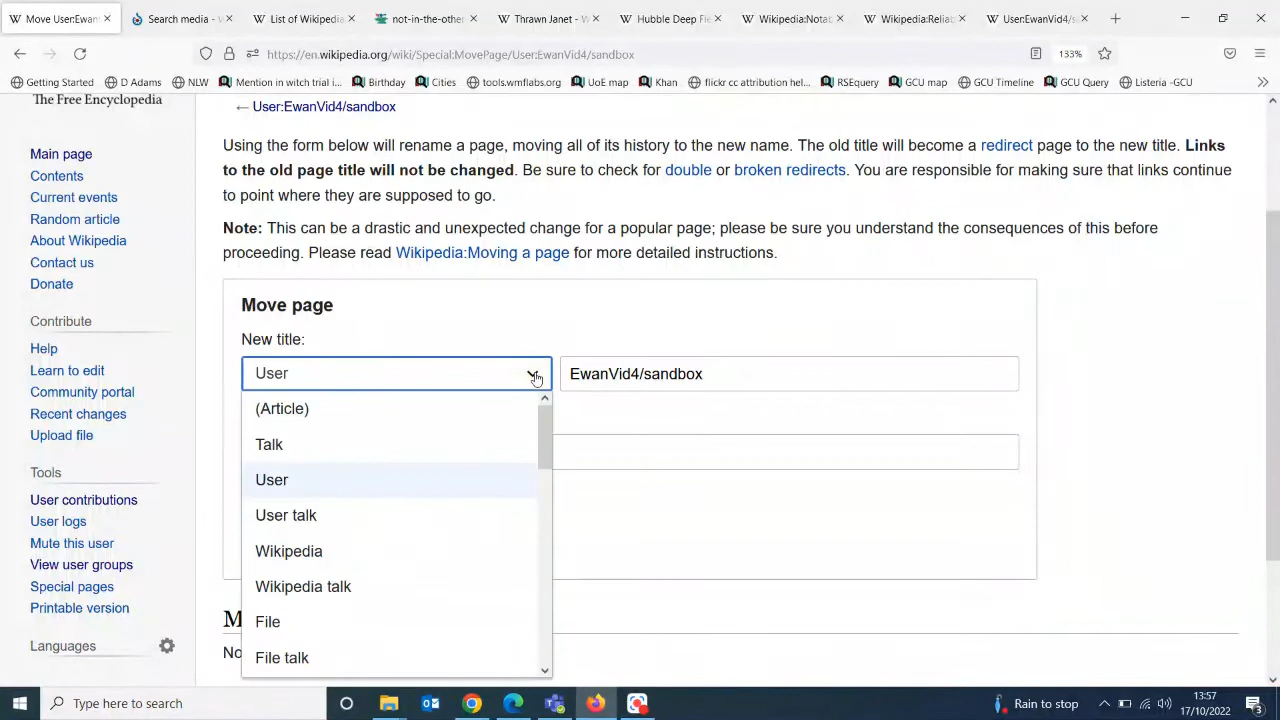 Move User:Ewan
Search media - W
List of Wikipedia
not-in-the-other
Thrawn Janet - W
Hubble Deep Fie
Wikipedia:Notab
Wikipedia:Reliab
User:EwanVid4/s
https://en.wikipedia.org/wiki/Special:MovePage/User:EwanVid4/sandbox
133%
Getting Started
D Adams
NLW
Mention in witch trial i...
Birthday
Cities
tools.wmflabs.org
UoE map
Khan
flickr cc attribution hel...
RSEquery
GCU map
GCU Timeline
GCU Query
Listeria -GCU
The Free Encyclopedia
Main page
Contents
Current events
Random article
About Wikipedia
Contact us
Donate
Contribute
Help
Learn to edit
Community portal
Recent changes
Upload file
Tools
User contributions
User logs
Mute this user
View user groups
Special pages
Printable version
Languages
← User:EwanVid4/sandbox
Using the form below will rename a page, moving all of its history to the new name. The old title will become a redirect page to the new title. Links
to the old page title will not be changed. Be sure to check for double or broken redirects. You are responsible for making sure that links continue
to point where they are supposed to go.
Note: This can be a drastic and unexpected change for a popular page; please be sure you understand the consequences of this before
proceeding. Please read Wikipedia:Moving a page for more detailed instructions.
Move page
New title:
User
EwanVid4/sandbox
(Article)
Talk
User
User talk
Wikipedia
Wikipedia talk
File
File talk
M
No
Type here to search
Rain to stop
13:57
17/10/2022
3